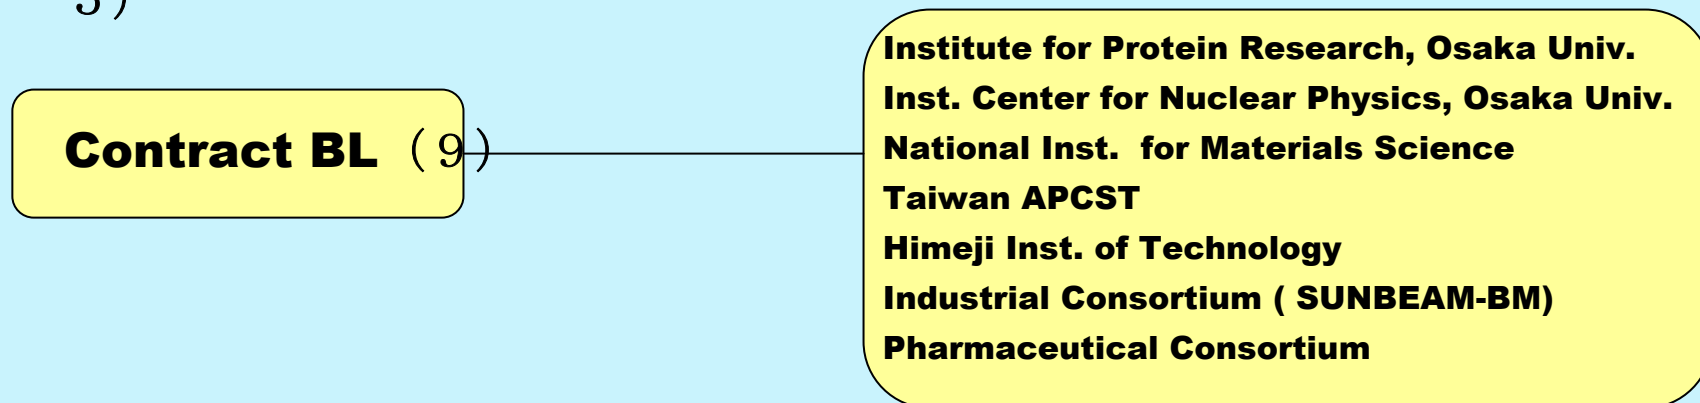 3)
Contract BL (9)
Institute for Protein Research, Osaka Univ.
Inst. Center for Nuclear Physics, Osaka Univ.
National Inst.  for Materials Science
Taiwan APCST
Himeji Inst. of Technology
Industrial Consortium ( SUNBEAM-BM)
Pharmaceutical Consortium